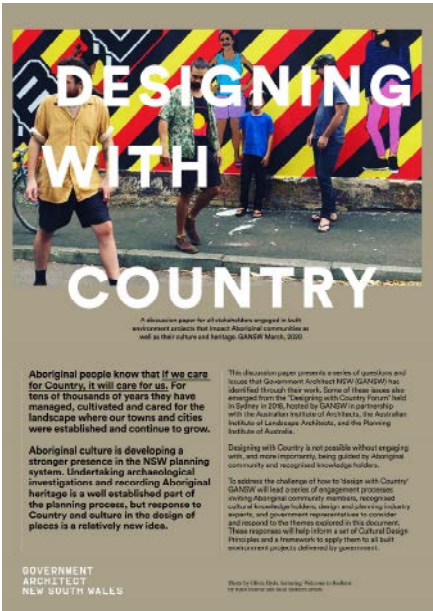 DESIGNING
WITH
COUNTRY
A discussion paper for all stakeholders engaged in built
environment projects that impact Aboriginal communities as
well as their culture and heritage. GANSW March, 2020
Aboriginal people know that if we care
for Country, it will care for us. For
tens of thousands of years they have
managed, cultivated and cared for the
landscape where our towns and cities
were established and continue to grow.
Aboriginal culture is developing a
stronger presence in the NSW planning
system. Undertaking archaeological
investigations and recording Aboriginal
heritage is a well established part of
the planning process, but response to
Country and culture in the design of
places is a relatively new idea.
This discussion paper presents a series of questions and
issues that Government Architect NSW (GANSW) has
identified through their work. Some of these issues also
emerged from the "Designing with Country Forum" held
in Sydney in 2018, hosted by GANSW in partnership
with the Australian Institute of Architects, the Australian
Institute of Landscape Architects, and the Planning
Institute of Australia.
Designing with Country is not possible without engaging
with, and more importantly, being guided by Aboriginal
community and recognised knowledge holders.
To address the challenge of how to 'design with Country'
GANSW will lead a series of engagement processes
inviting Aboriginal community members, recognised
cultural knowledge holders, design and planning industry
experts, and government representatives to consider
and respond to the themes explored in this document.
These responses will help inform a set of Cultural Design
Principles and a framework to apply them to all built
environment projects delivered by government.
GOVERNMENT
ARCHITECT
NEW SOUTH WALES
Welcome to Redfern